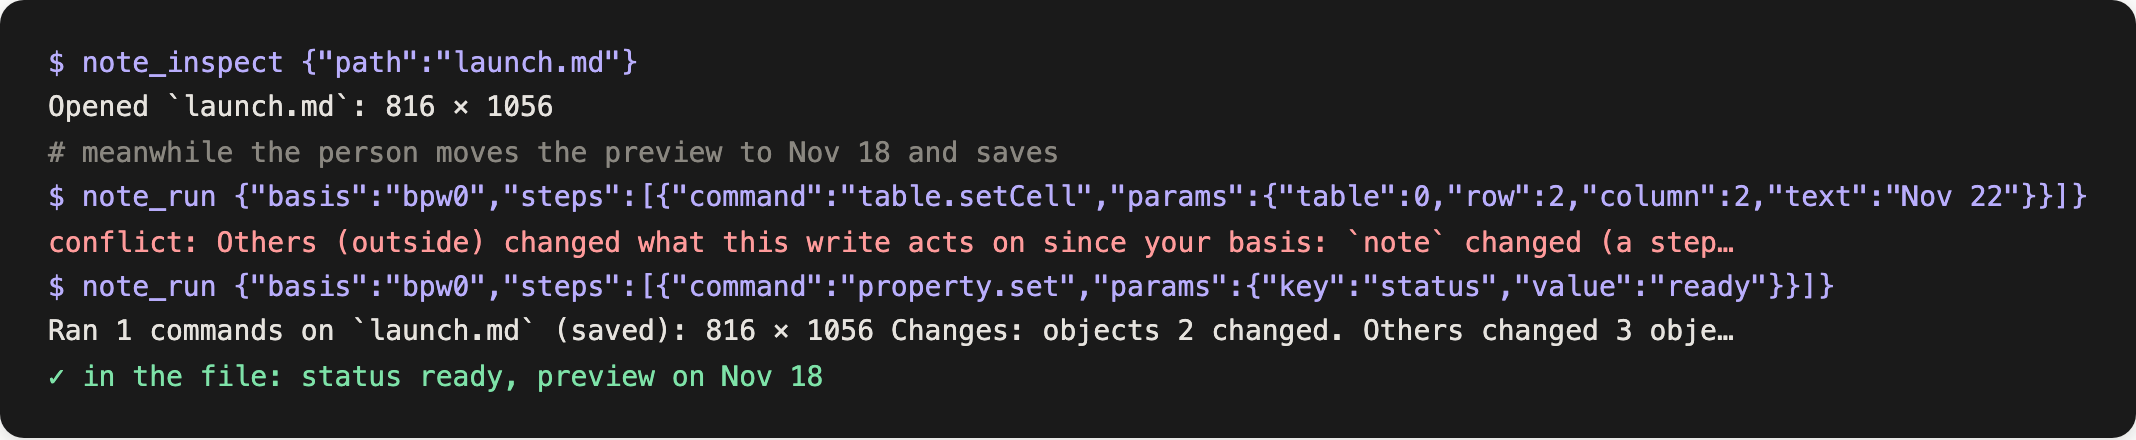 $ note_inspect {"path":"launch.md"}
Opened `launch.md`: 816 × 1056
# meanwhile the person moves the preview to Nov 18 and saves
$ note_run {"basis":"bpw0","steps":[{"command":"table.setCell","params":{"table":0,"row":2,"column":2,"text":"Nov 22"}}]}
conflict: Others (outside) changed what this write acts on since your basis: `note` changed (a step…
$ note_run {"basis":"bpw0","steps":[{"command":"property.set","params":{"key":"status","value":"ready"}}]}
Ran 1 commands on `launch.md` (saved): 816 × 1056 Changes: objects 2 changed. Others changed 3 obje…
✓ in the file: status ready, preview on Nov 18